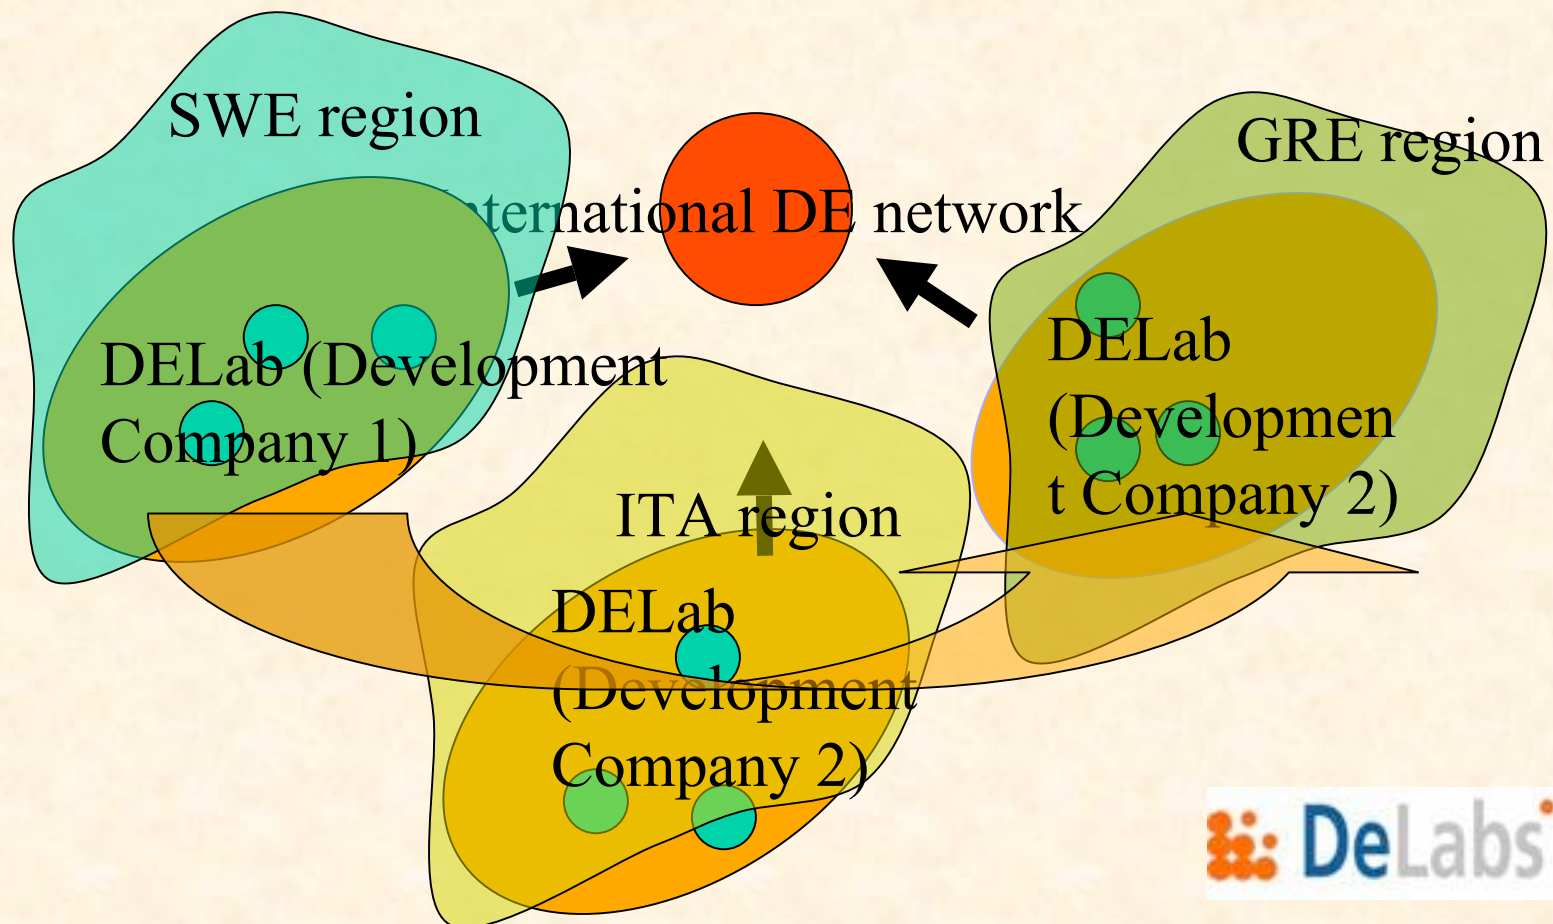 SWE region
GRE region
International DE network
DELab (Development
Company 1)
DELab
(Developmen
t Company 2)
ITA region
DELab
(Development
Company 2)
DeLabs